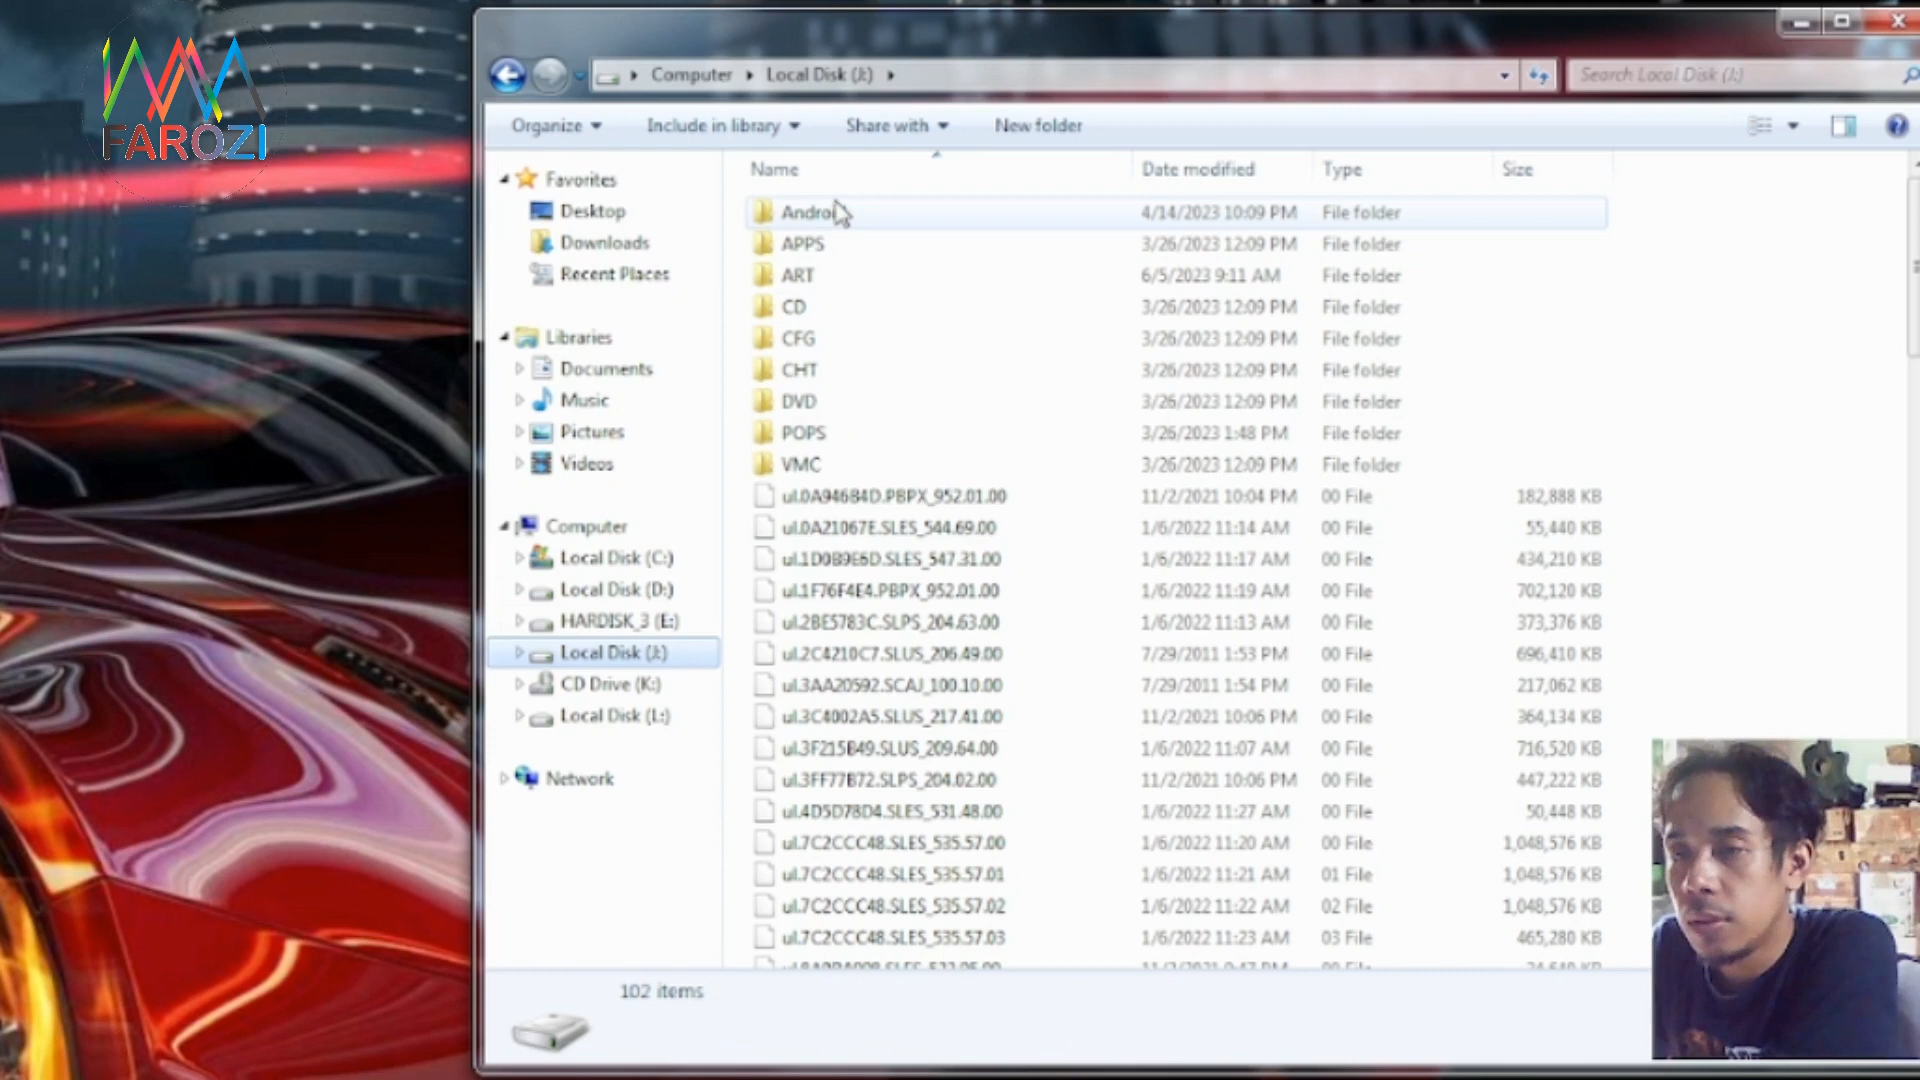 FAROZI
Computer Local Disk (J:)
Search Local Disk (J:)
Organize Include in library Share with New folder
Name Date modified Type Size
Favorites
Desktop
Downloads
Recent Places
Libraries
Documents
Music
Pictures
Videos
Computer
Local Disk (C:)
Local Disk (D:)
HARDISK_3 (E:)
Local Disk (J:)
CD Drive (K:)
Local Disk (L:)
Network
4/14/2023 10:09 PM File folder
APPS 3/26/2023 12:09 PM File folder
ART 6/5/2023 9:11 AM File folder
CD 3/26/2023 12:09 PM File folder
CFG 3/26/2023 12:09 PM File folder
CHT 3/26/2023 12:09 PM File folder
DVD 3/26/2023 12:09 PM File folder
POPS 3/26/2023 1:48 PM File folder
VMC 3/26/2023 12:09 PM File folder
ul.0A946B4D.PBPX_952.01.00 11/2/2021 10:04 PM 00 File 182,888 KB
ul.0A21067E.SLES_544.69.00 1/6/2022 11:14 AM 00 File 55,440 KB
ul.1D0B9E6D.SLES_547.31.00 1/6/2022 11:17 AM 00 File 434,210 KB
ul.1F76F4E4.PBPX_952.01.00 1/6/2022 11:19 AM 00 File 702,120 KB
ul.2BE5783C.SLPS_204.63.00 1/6/2022 11:13 AM 00 File 373,376 KB
ul.2C4210C7.SLUS_206.49.00 7/29/2011 1:53 PM 00 File 696,410 KB
ul.3AA20592.SCAJ_100.10.00 7/29/2011 1:54 PM 00 File 217,062 KB
ul.3C4002A5.SLUS_217.41.00 11/2/2021 10:06 PM 00 File 364,134 KB
ul.3F215B49.SLUS_209.64.00 1/6/2022 11:07 AM 00 File 716,520 KB
ul.3FF77B72.SLPS_204.02.00 11/2/2021 10:06 PM 00 File 447,222 KB
ul.4D5D78D4.SLES_531.48.00 1/6/2022 11:27 AM 00 File 50,448 KB
ul.7C2CCC48.SLES_535.57.00 1/6/2022 11:20 AM 00 File 1,048,576 KB
ul.7C2CCC48.SLES_535.57.01 1/6/2022 11:21 AM 01 File 1,048,576 KB
ul.7C2CCC48.SLES_535.57.02 1/6/2022 11:22 AM 02 File 1,048,576 KB
ul.7C2CCC48.SLES_535.57.03 1/6/2022 11:23 AM 03 File 465,280 KB
102 items